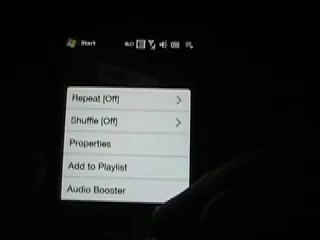 Start
Repeat [Off]
Shuffle [Off]
Properties
Add to Playlist
Audio Booster